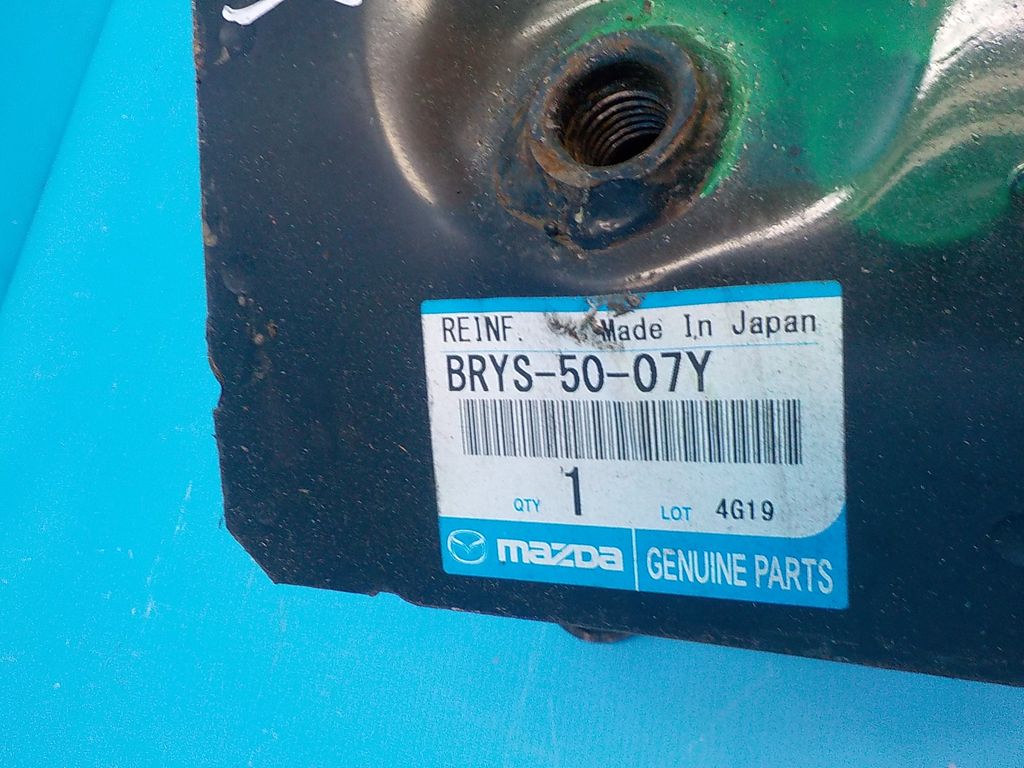 REINF. Made In Japan
BRYS-50-07Y
QTY 1 LOT 4G19
mazda GENUINE PARTS